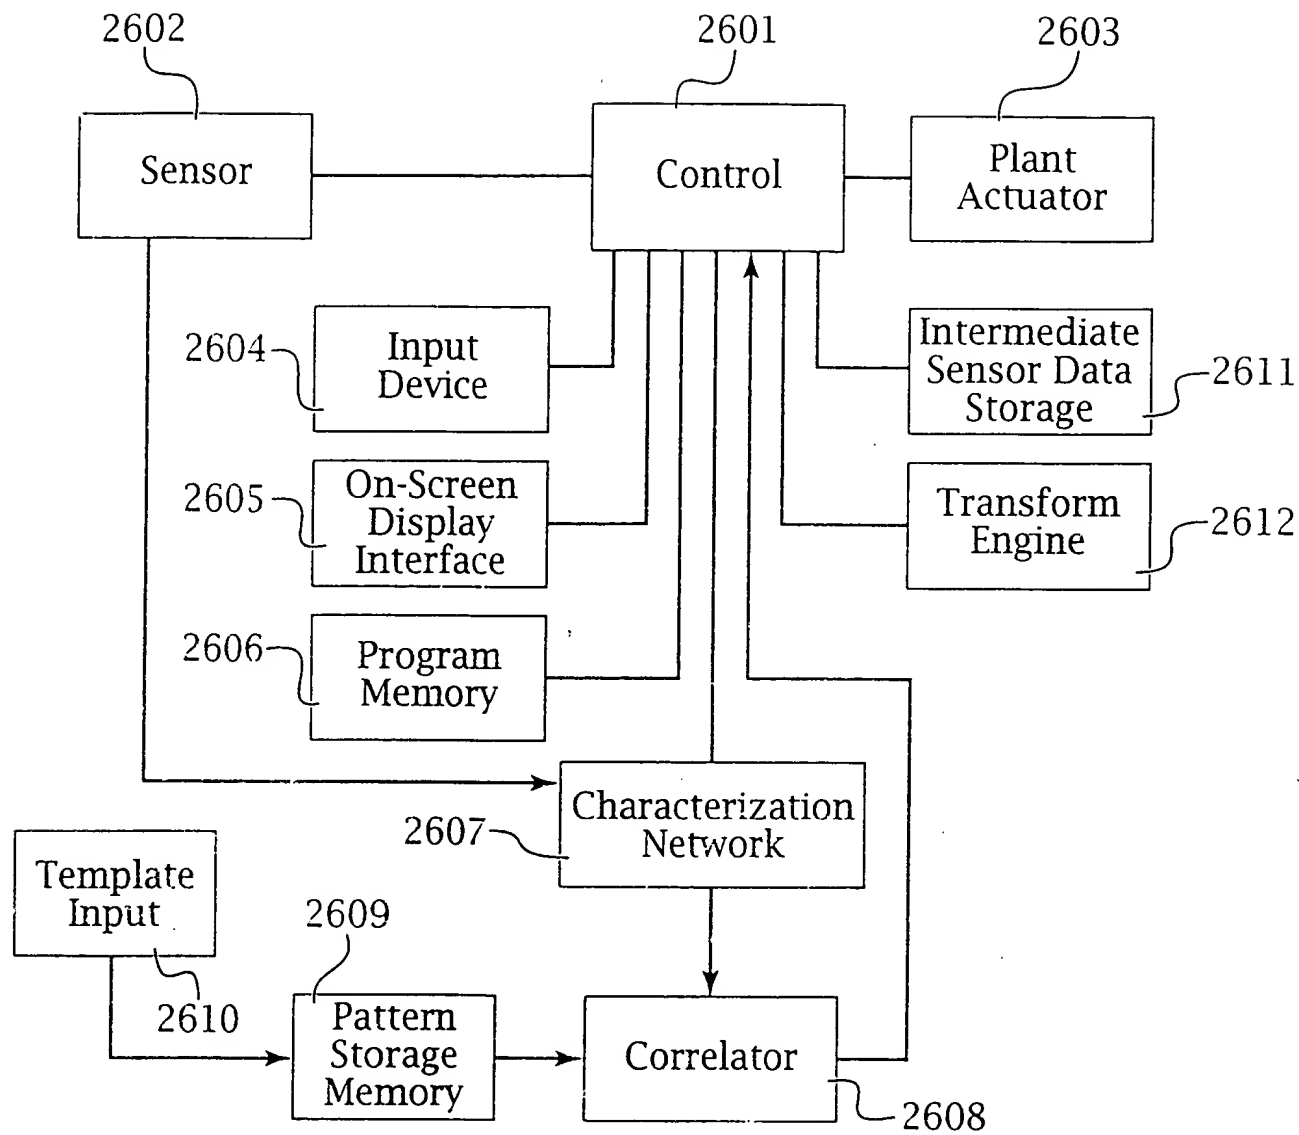 2602
2601
2603
Sensor
Control
Plant
Actuator
2604
Input
Device
Intermediate
Sensor Data
Storage
2611
2605
On-Screen
Display
Interface
Transform
Engine
2612
2606
Program
Memory
2607
Characterization
Network
Template
Input
2610
2609
Pattern
Storage
Memory
Correlator
2608